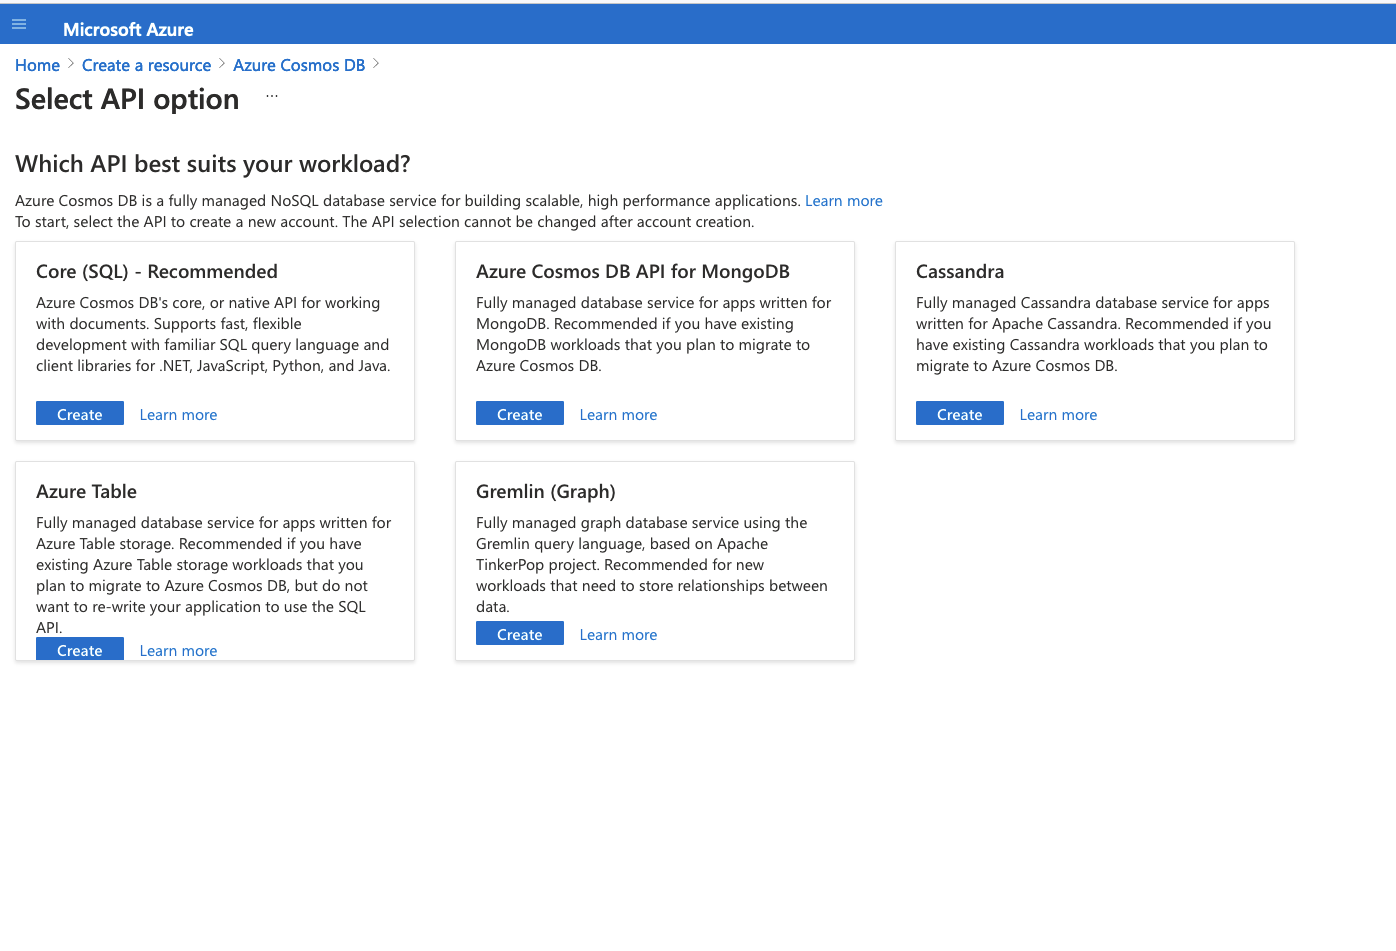 Microsoft Azure
Home > Create a resource > Azure Cosmos DB >
Select API option ...
Which API best suits your workload?
Azure Cosmos DB is a fully managed NoSQL database service for building scalable, high performance applications. Learn more
To start, select the API to create a new account. The API selection cannot be changed after account creation.
Core (SQL) - Recommended
Azure Cosmos DB's core, or native API for working
with documents. Supports fast, flexible
development with familiar SQL query language and
client libraries for .NET, JavaScript, Python, and Java.
Create Learn more
Azure Cosmos DB API for MongoDB
Fully managed database service for apps written for
MongoDB. Recommended if you have existing
MongoDB workloads that you plan to migrate to
Azure Cosmos DB.
Create Learn more
Cassandra
Fully managed Cassandra database service for apps
written for Apache Cassandra. Recommended if you
have existing Cassandra workloads that you plan to
migrate to Azure Cosmos DB.
Create Learn more
Azure Table
Fully managed database service for apps written for
Azure Table storage. Recommended if you have
existing Azure Table storage workloads that you
plan to migrate to Azure Cosmos DB, but do not
want to re-write your application to use the SQL
API.
Create Learn more
Gremlin (Graph)
Fully managed graph database service using the
Gremlin query language, based on Apache
TinkerPop project. Recommended for new
workloads that need to store relationships between
data.
Create Learn more